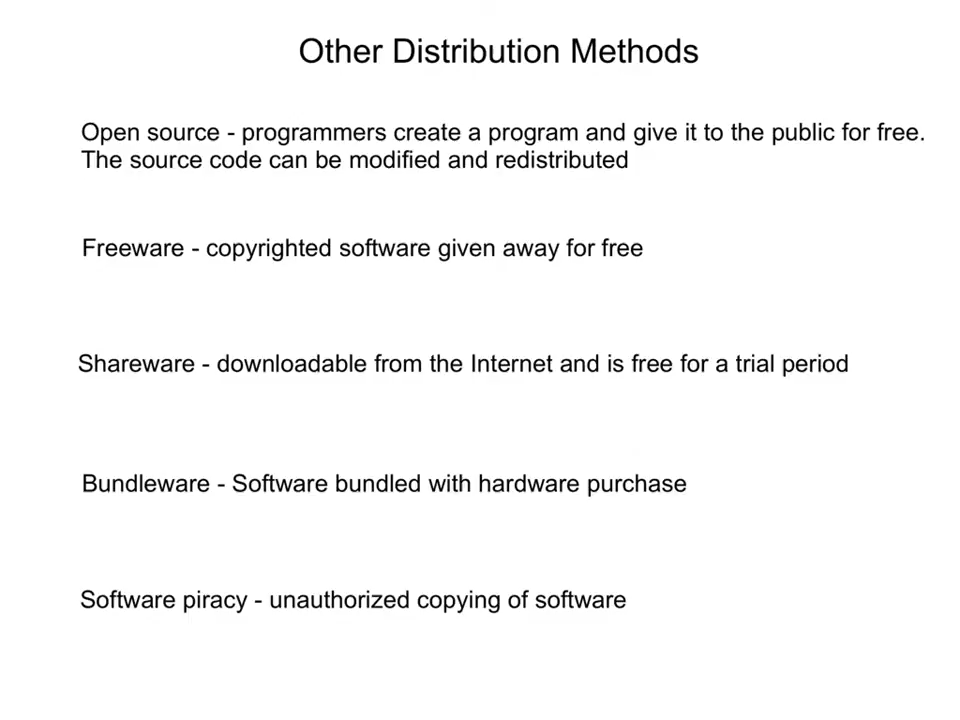 Other Distribution Methods
Open source - programmers create a program and give it to the public for free.
The source code can be modified and redistributed
Freeware - copyrighted software given away for free
Shareware - downloadable from the Internet and is free for a trial period
Bundleware - Software bundled with hardware purchase
Software piracy - unauthorized copying of software